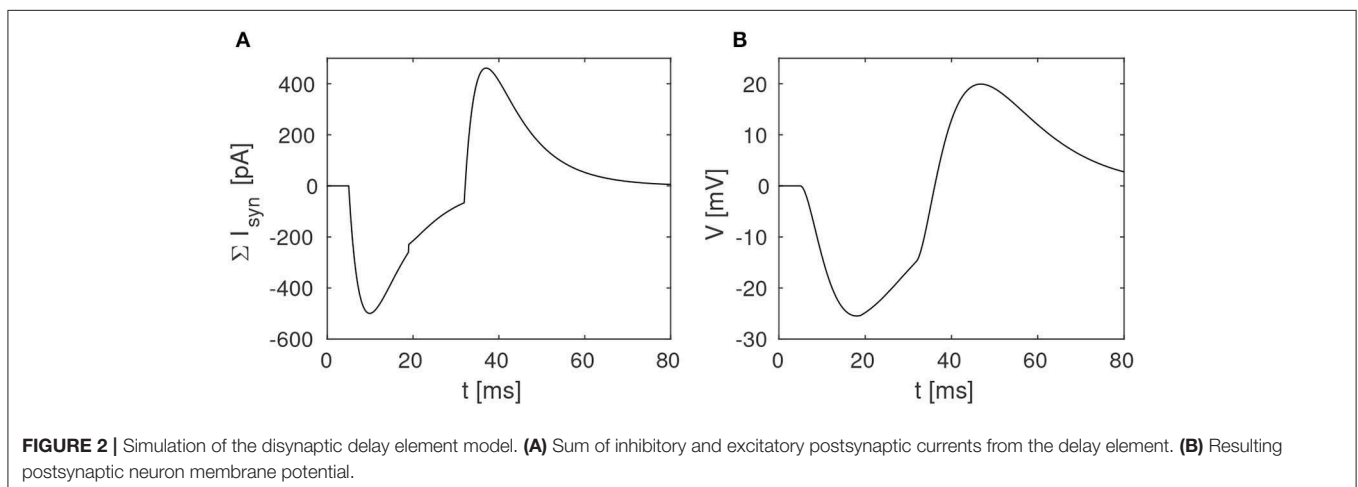 A
B
400
200
0
-200
-400
-600
Σ I_syn [pA]
0 20 40 60 80
t [ms]
20
10
0
-10
-20
-30
V [mV]
0 20 40 60 80
t [ms]
FIGURE 2 | Simulation of the disynaptic delay element model. (A) Sum of inhibitory and excitatory postsynaptic currents from the delay element. (B) Resulting
postsynaptic neuron membrane potential.